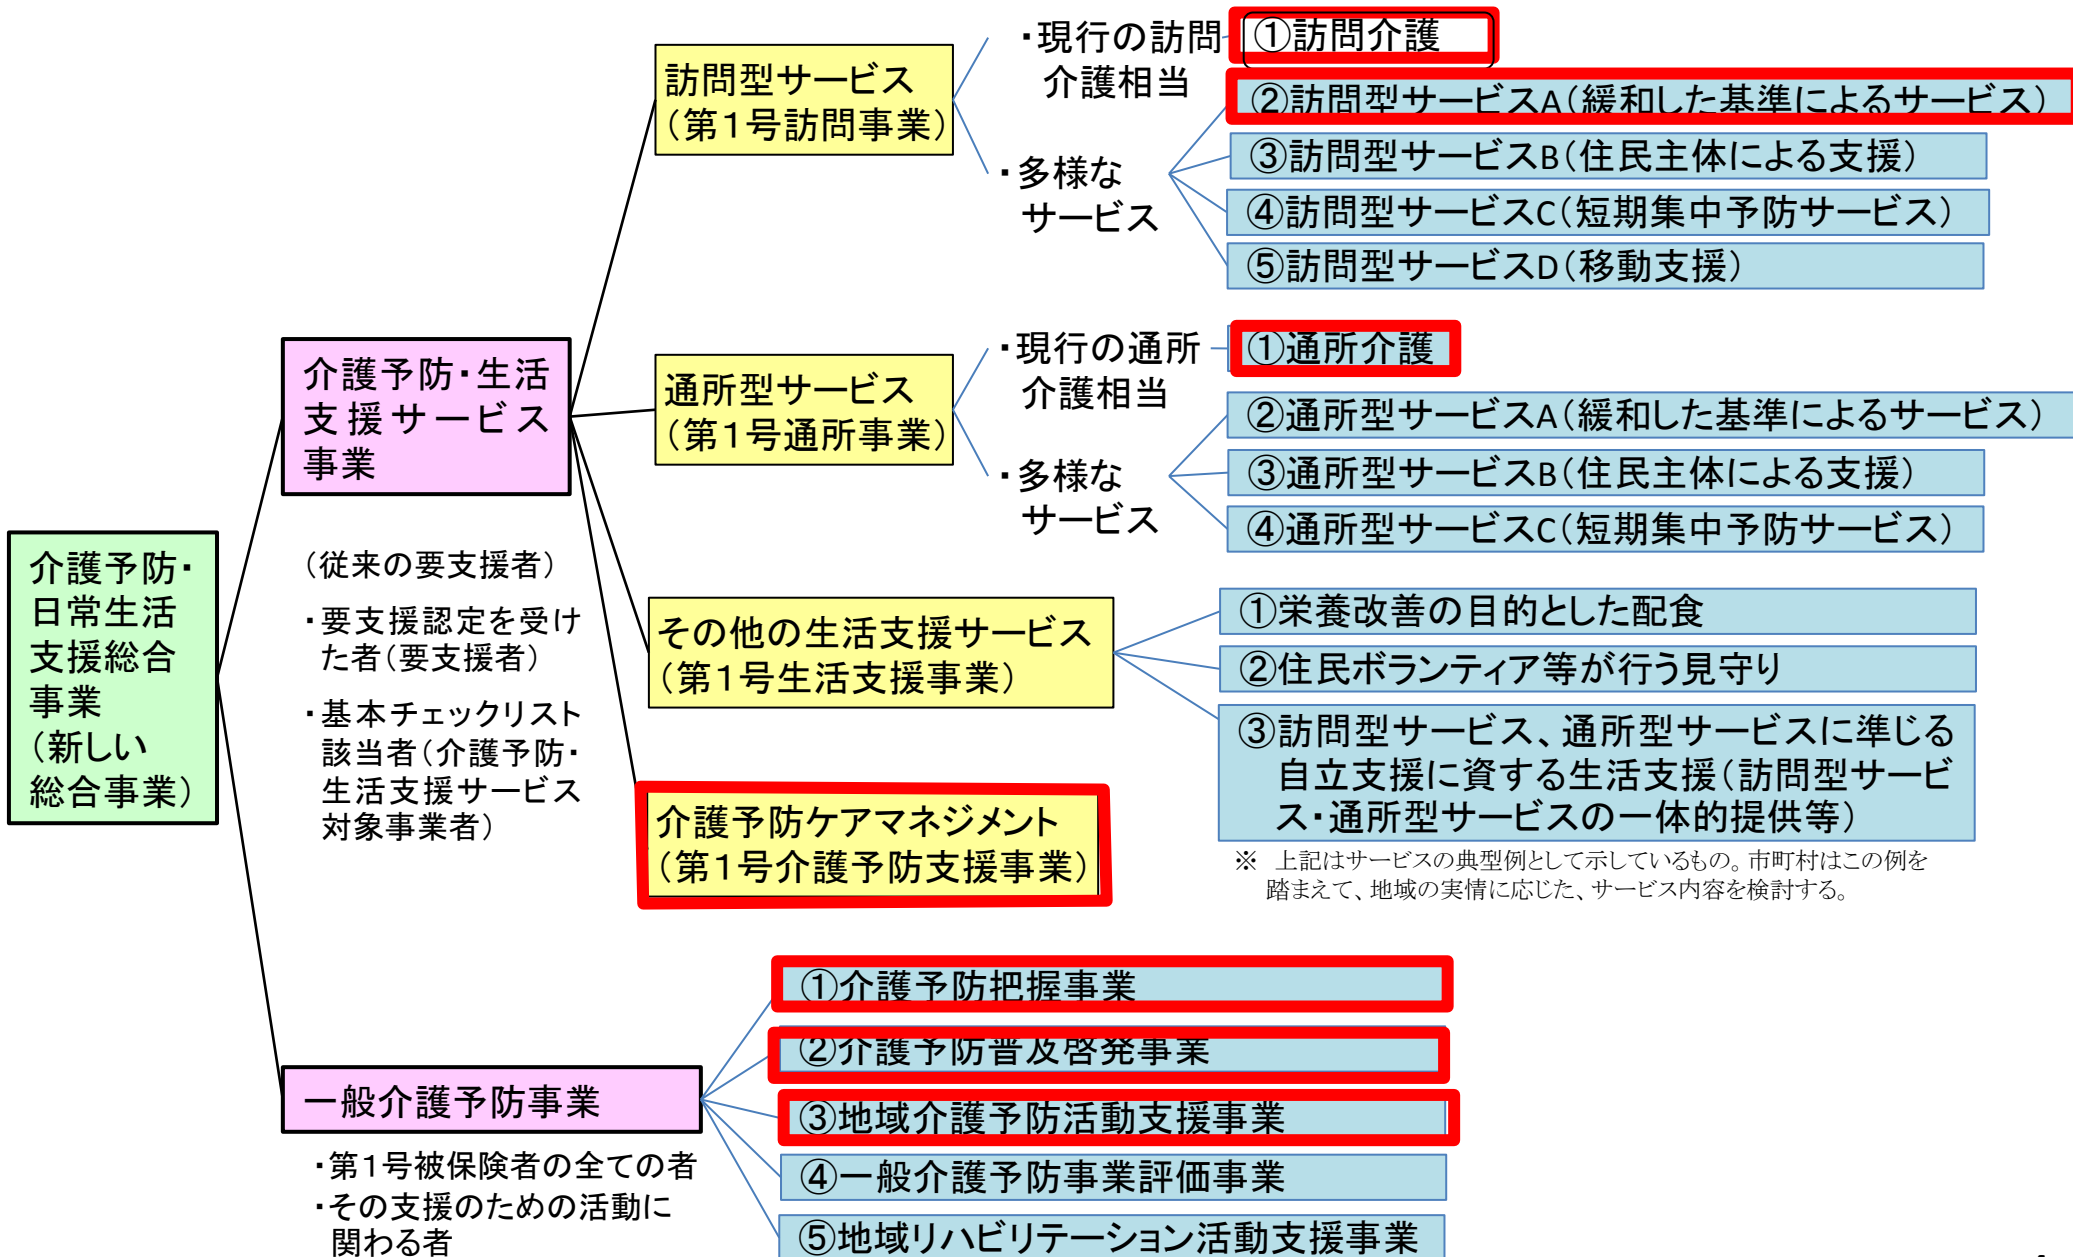 介護予防・
日常生活
支援総合
事業
（新しい
総合事業）
介護予防・生活
支援サービス
事業
（従来の要支援者）
・要支援認定を受け
た者（要支援者）
・基本チェックリスト
該当者（介護予防・
生活支援サービス
対象事業者）
訪問型サービス
（第1号訪問事業）
・現行の訪問
介護相当
①訪問介護
・多様な
サービス
②訪問型サービスA（緩和した基準によるサービス）
③訪問型サービスB（住民主体による支援）
④訪問型サービスC（短期集中予防サービス）
⑤訪問型サービスD（移動支援）
通所型サービス
（第1号通所事業）
・現行の通所
介護相当
①通所介護
・多様な
サービス
②通所型サービスA（緩和した基準によるサービス）
③通所型サービスB（住民主体による支援）
④通所型サービスC（短期集中予防サービス）
その他の生活支援サービス
（第1号生活支援事業）
①栄養改善の目的とした配食
②住民ボランティア等が行う見守り
③訪問型サービス、通所型サービスに準じる
自立支援に資する生活支援（訪問型サービ
ス・通所型サービスの一体的提供等）
※　上記はサービスの典型例として示しているもの。市町村はこの例を
踏まえて、地域の実情に応じた、サービス内容を検討する。
介護予防ケアマネジメント
（第1号介護予防支援事業）
一般介護予防事業
・第1号被保険者の全ての者
・その支援のための活動に
関わる者
①介護予防把握事業
②介護予防普及啓発事業
③地域介護予防活動支援事業
④一般介護予防事業評価事業
⑤地域リハビリテーション活動支援事業